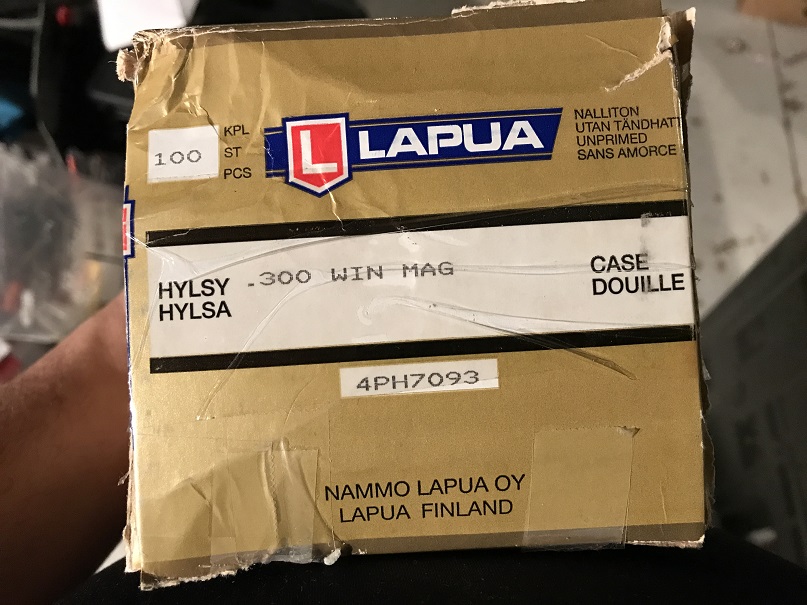 100
KPL
ST
PCS
L LAPUA
NALLITON
UTAN TÄNDHATT
UNPRIMED
SANS AMORCE
HYLSY
HYLSA
.300 WIN MAG
CASE
DOUILLE
4PH7093
NAMMO LAPUA OY
LAPUA FINLAND